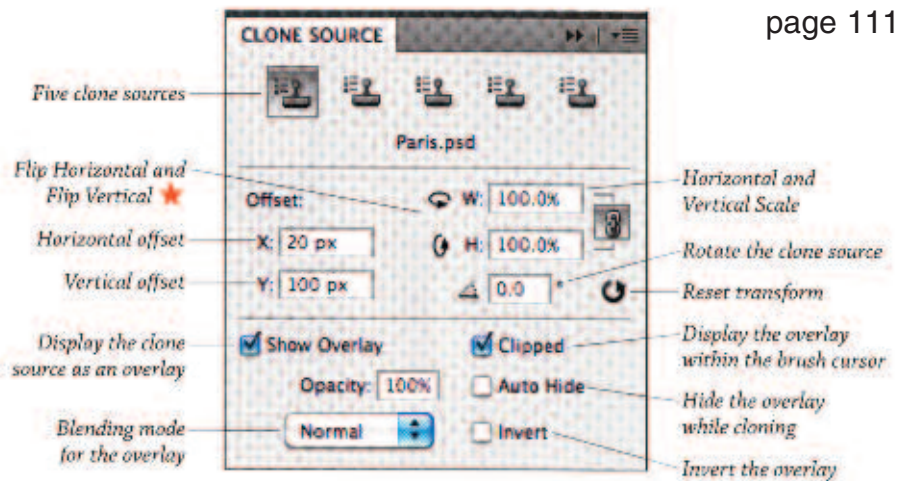 page 111
CLONE SOURCE
Five clone sources
Paris.psd
Flip Horizontal and
Flip Vertical
Offset:
W: 100.0%
Horizontal and
Vertical Scale
Horizontal offset
X: 20 px
H: 100.0%
Rotate the clone source
Vertical offset
Y: 100 px
0.0 °
Reset transform
Display the clone
source as an overlay
Show Overlay
Clipped
Display the overlay
within the brush cursor
Opacity: 100%
Auto Hide
Hide the overlay
while cloning
Blending mode
for the overlay
Normal
Invert
Invert the overlay